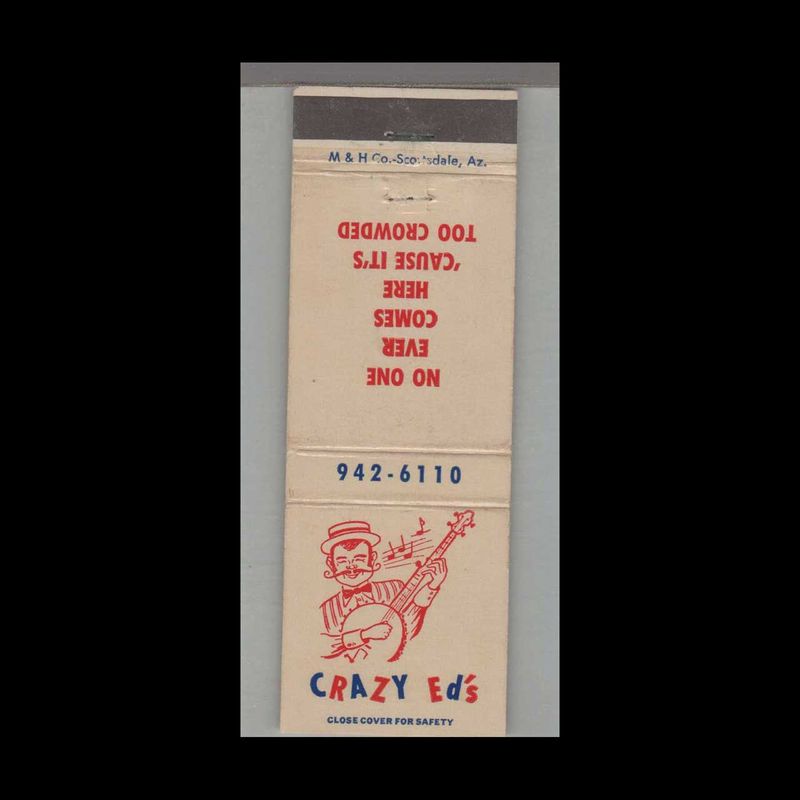 M & H Co.-Scottsdale, Az.
NO ONE
EVER
COMES
HERE
'CAUSE IT'S
TOO CROWDED
942-6110
CRAZY Ed's
CLOSE COVER FOR SAFETY